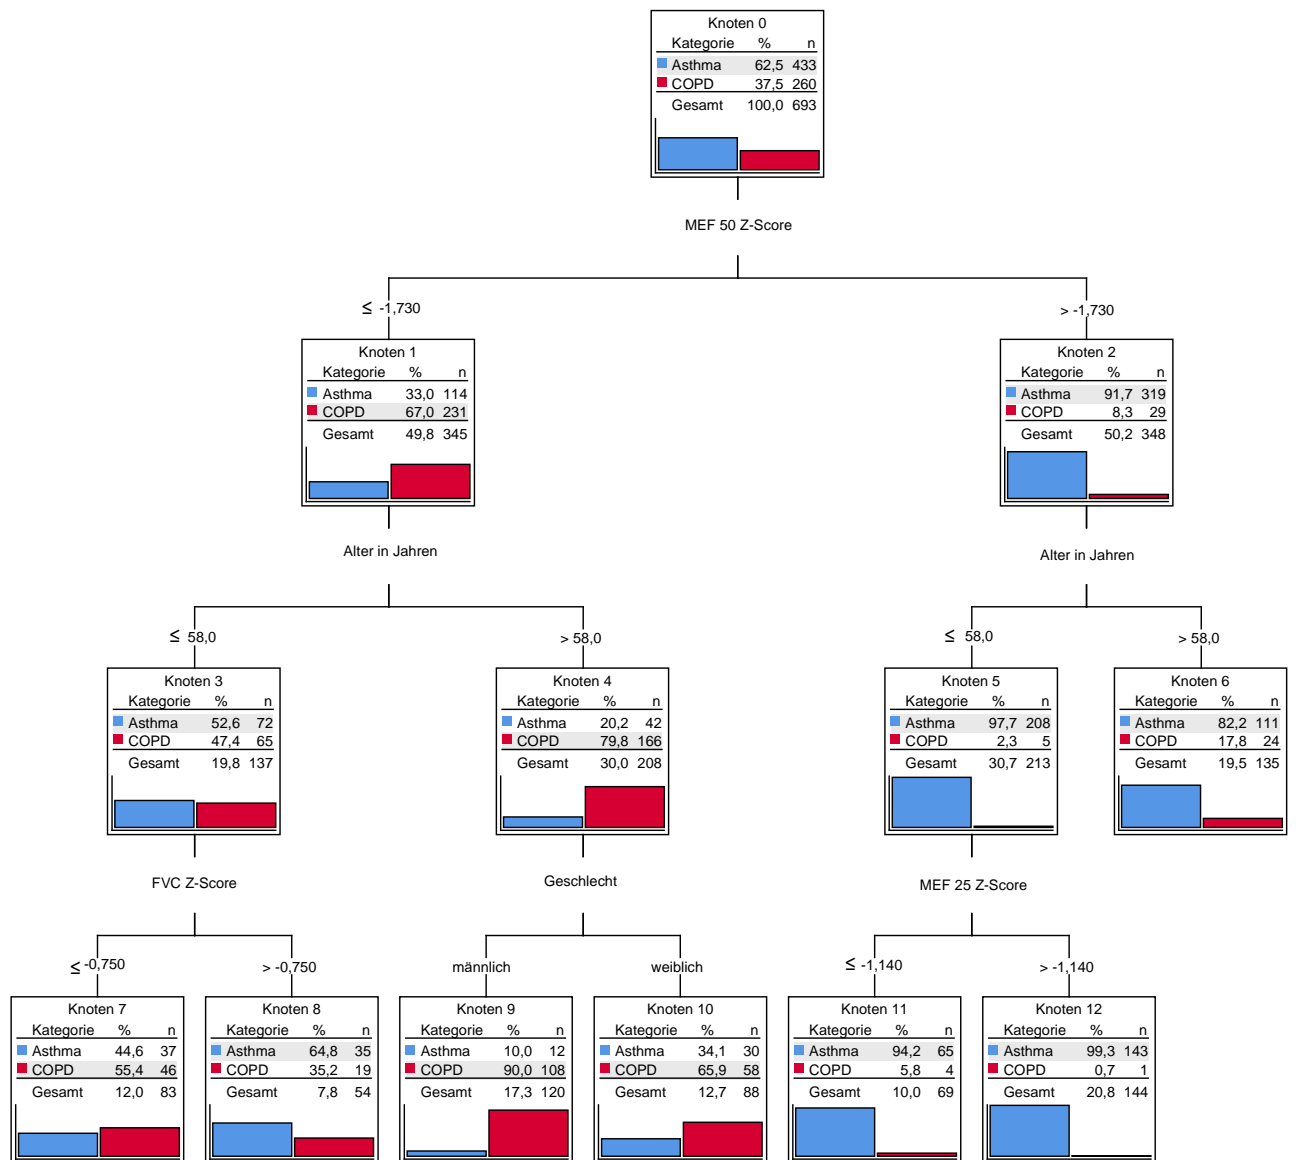 Knoten 0
Kategorie % n
Asthma 62,5 433
COPD 37,5 260
Gesamt 100,0 693
MEF 50 Z-Score
≤ -1,730
> -1,730
Knoten 1
Kategorie % n
Asthma 33,0 114
COPD 67,0 231
Gesamt 49,8 345
Knoten 2
Kategorie % n
Asthma 91,7 319
COPD 8,3 29
Gesamt 50,2 348
Alter in Jahren
Alter in Jahren
≤ 58,0
> 58,0
≤ 58,0
> 58,0
Knoten 3
Kategorie % n
Asthma 52,6 72
COPD 47,4 65
Gesamt 19,8 137
Knoten 4
Kategorie % n
Asthma 20,2 42
COPD 79,8 166
Gesamt 30,0 208
Knoten 5
Kategorie % n
Asthma 97,7 208
COPD 2,3 5
Gesamt 30,7 213
Knoten 6
Kategorie % n
Asthma 82,2 111
COPD 17,8 24
Gesamt 19,5 135
FVC Z-Score
Geschlecht
MEF 25 Z-Score
≤ -0,750
> -0,750
männlich
weiblich
≤ -1,140
> -1,140
Knoten 7
Kategorie % n
Asthma 44,6 37
COPD 55,4 46
Gesamt 12,0 83
Knoten 8
Kategorie % n
Asthma 64,8 35
COPD 35,2 19
Gesamt 7,8 54
Knoten 9
Kategorie % n
Asthma 10,0 12
COPD 90,0 108
Gesamt 17,3 120
Knoten 10
Kategorie % n
Asthma 34,1 30
COPD 65,9 58
Gesamt 12,7 88
Knoten 11
Kategorie % n
Asthma 94,2 65
COPD 5,8 4
Gesamt 10,0 69
Knoten 12
Kategorie % n
Asthma 99,3 143
COPD 0,7 1
Gesamt 20,8 144